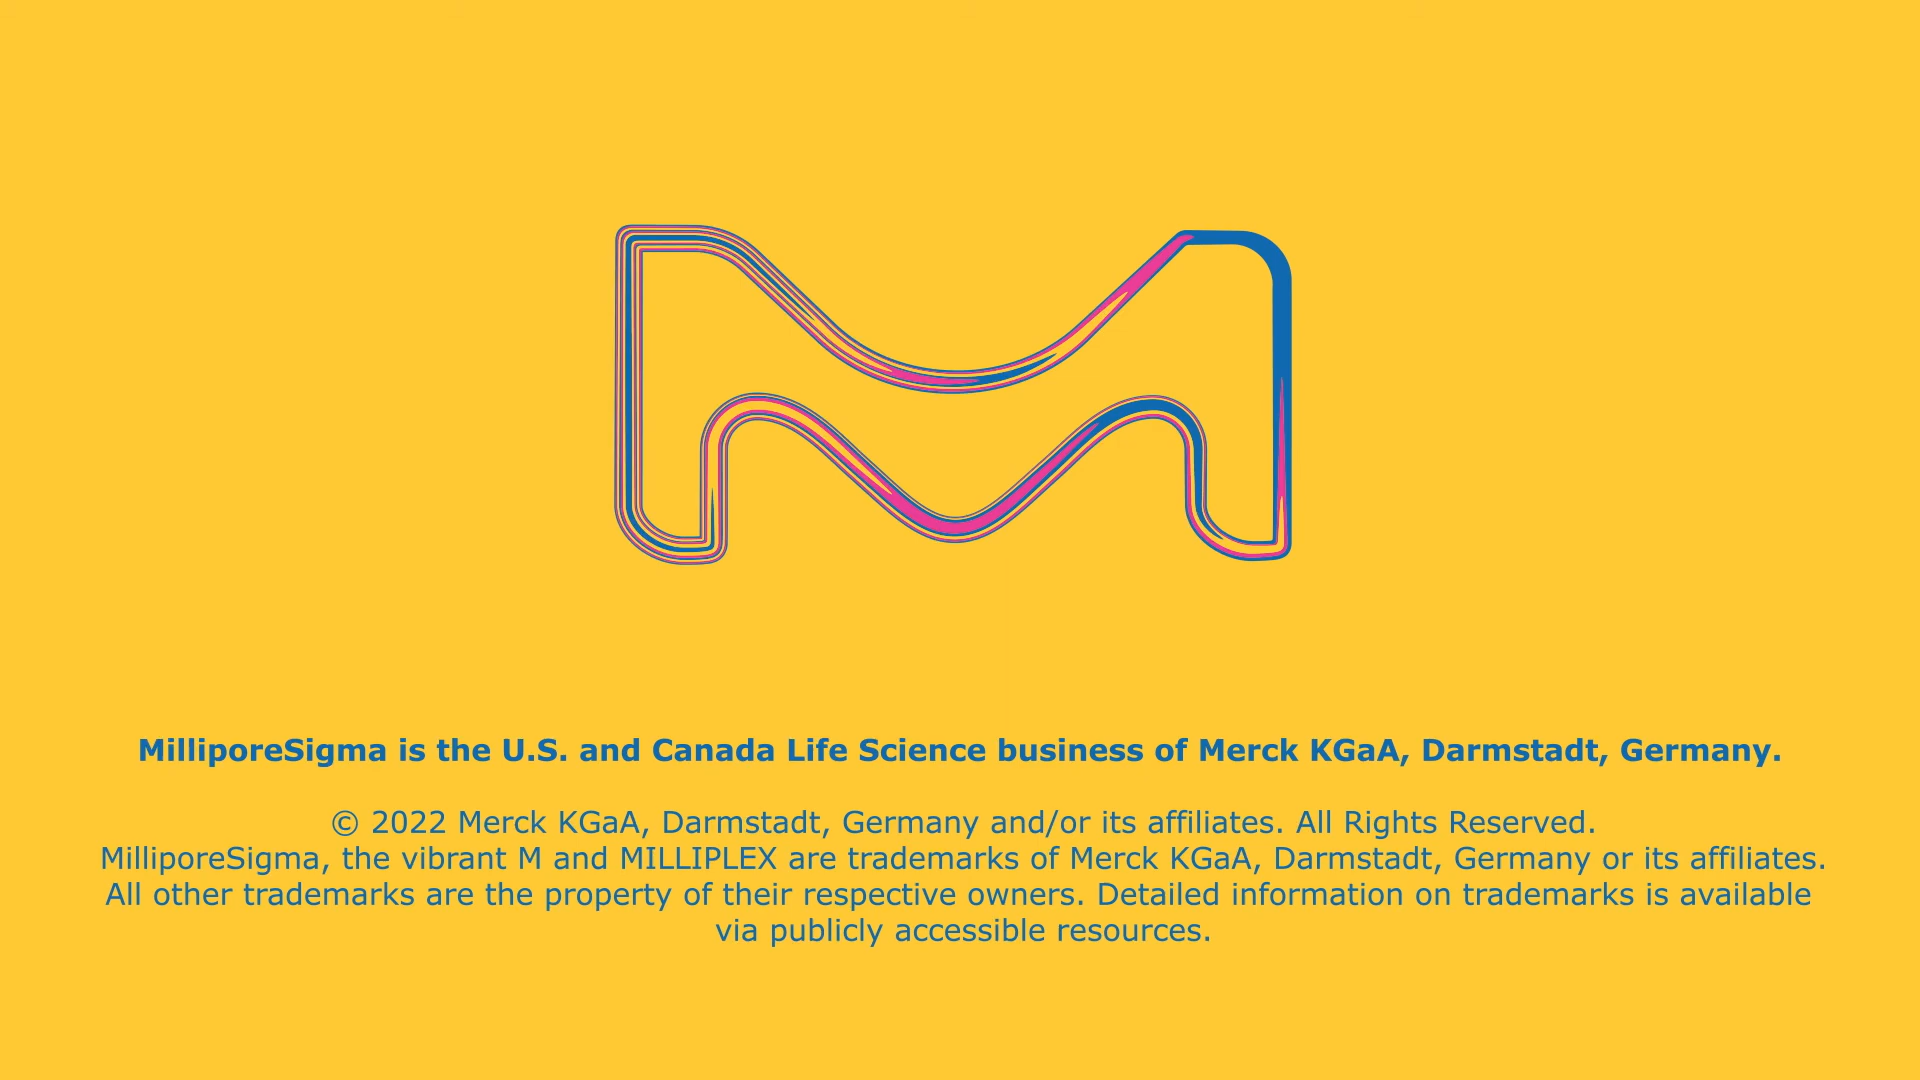 MilliporeSigma is the U.S. and Canada Life Science business of Merck KGaA, Darmstadt, Germany.
© 2022 Merck KGaA, Darmstadt, Germany and/or its affiliates. All Rights Reserved.
MilliporeSigma, the vibrant M and MILLIPLEX are trademarks of Merck KGaA, Darmstadt, Germany or its affiliates.
All other trademarks are the property of their respective owners. Detailed information on trademarks is available
via publicly accessible resources.